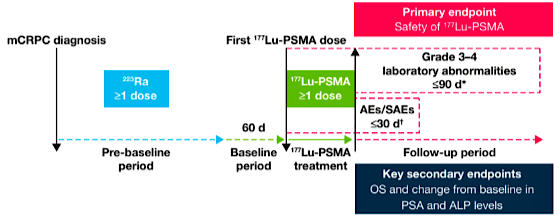 Primary endpoint
Safety of ¹⁷⁷Lu-PSMA
mCRPC diagnosis
First ¹⁷⁷Lu-PSMA dose
²²³Ra
≥1 dose
¹⁷⁷Lu-PSMA
≥1 dose
Grade 3–4
laboratory abnormalities
≤90 d*
AEs/SAEs
≤30 d†
60 d
Pre-baseline
period
Baseline
period
¹⁷⁷Lu-PSMA
treatment
Follow-up period
Key secondary endpoints
OS and change from baseline in
PSA and ALP levels